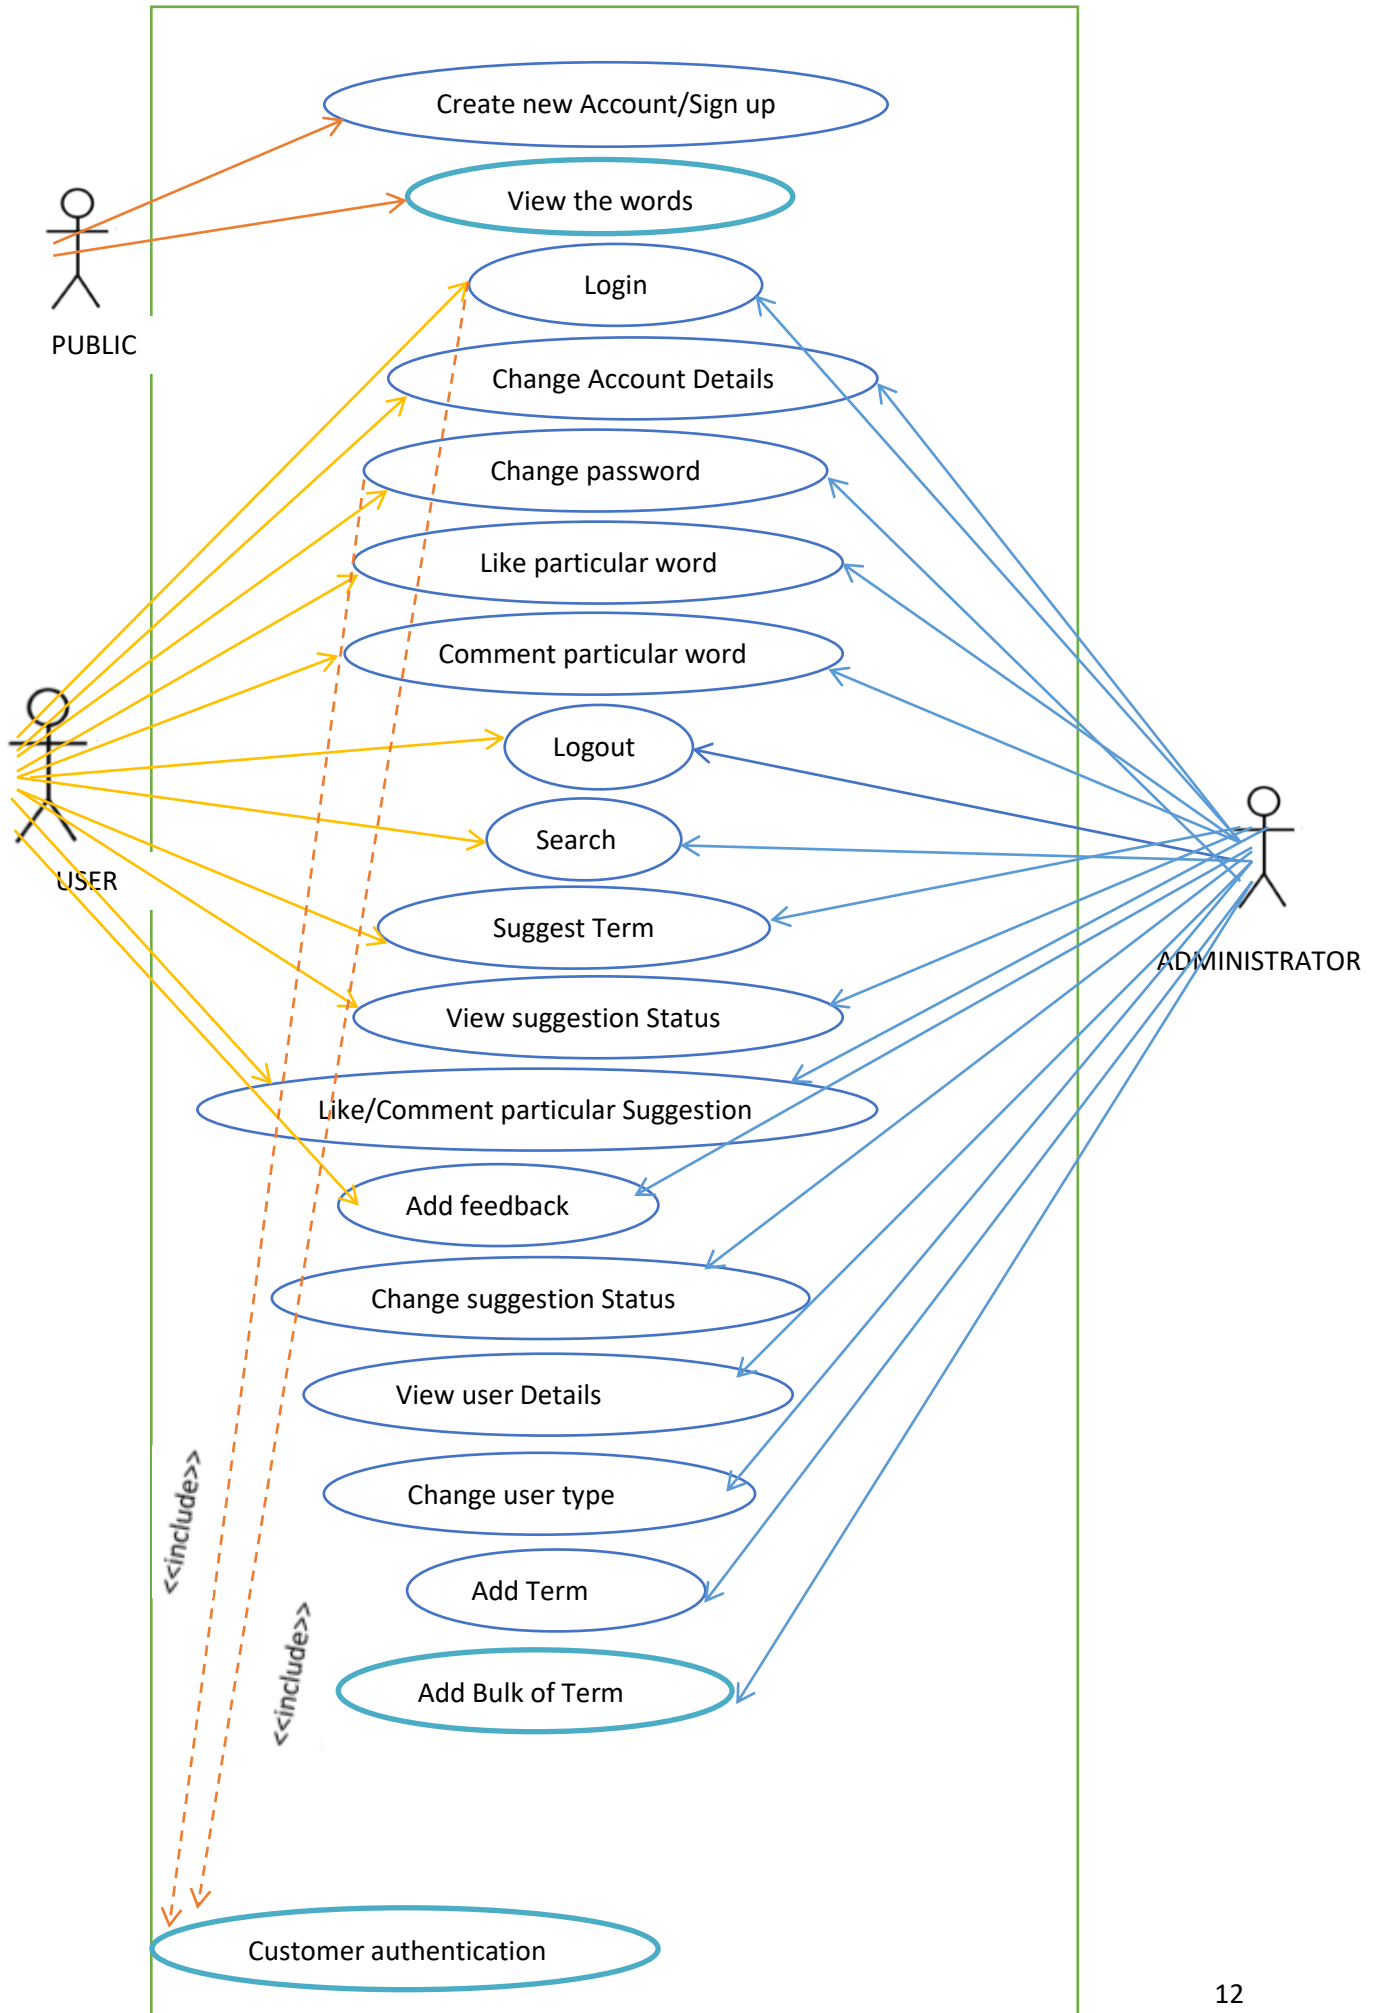 Create new Account/Sign up
View the words
Login
PUBLIC
Change Account Details
Change password
Like particular word
Comment particular word
Logout
Search
USER
Suggest Term
ADMINISTRATOR
View suggestion Status
Like/Comment particular Suggestion
Add feedback
Change suggestion Status
View user Details
Change user type
<<include>>
Add Term
<<include>>
Add Bulk of Term
Customer authentication
12